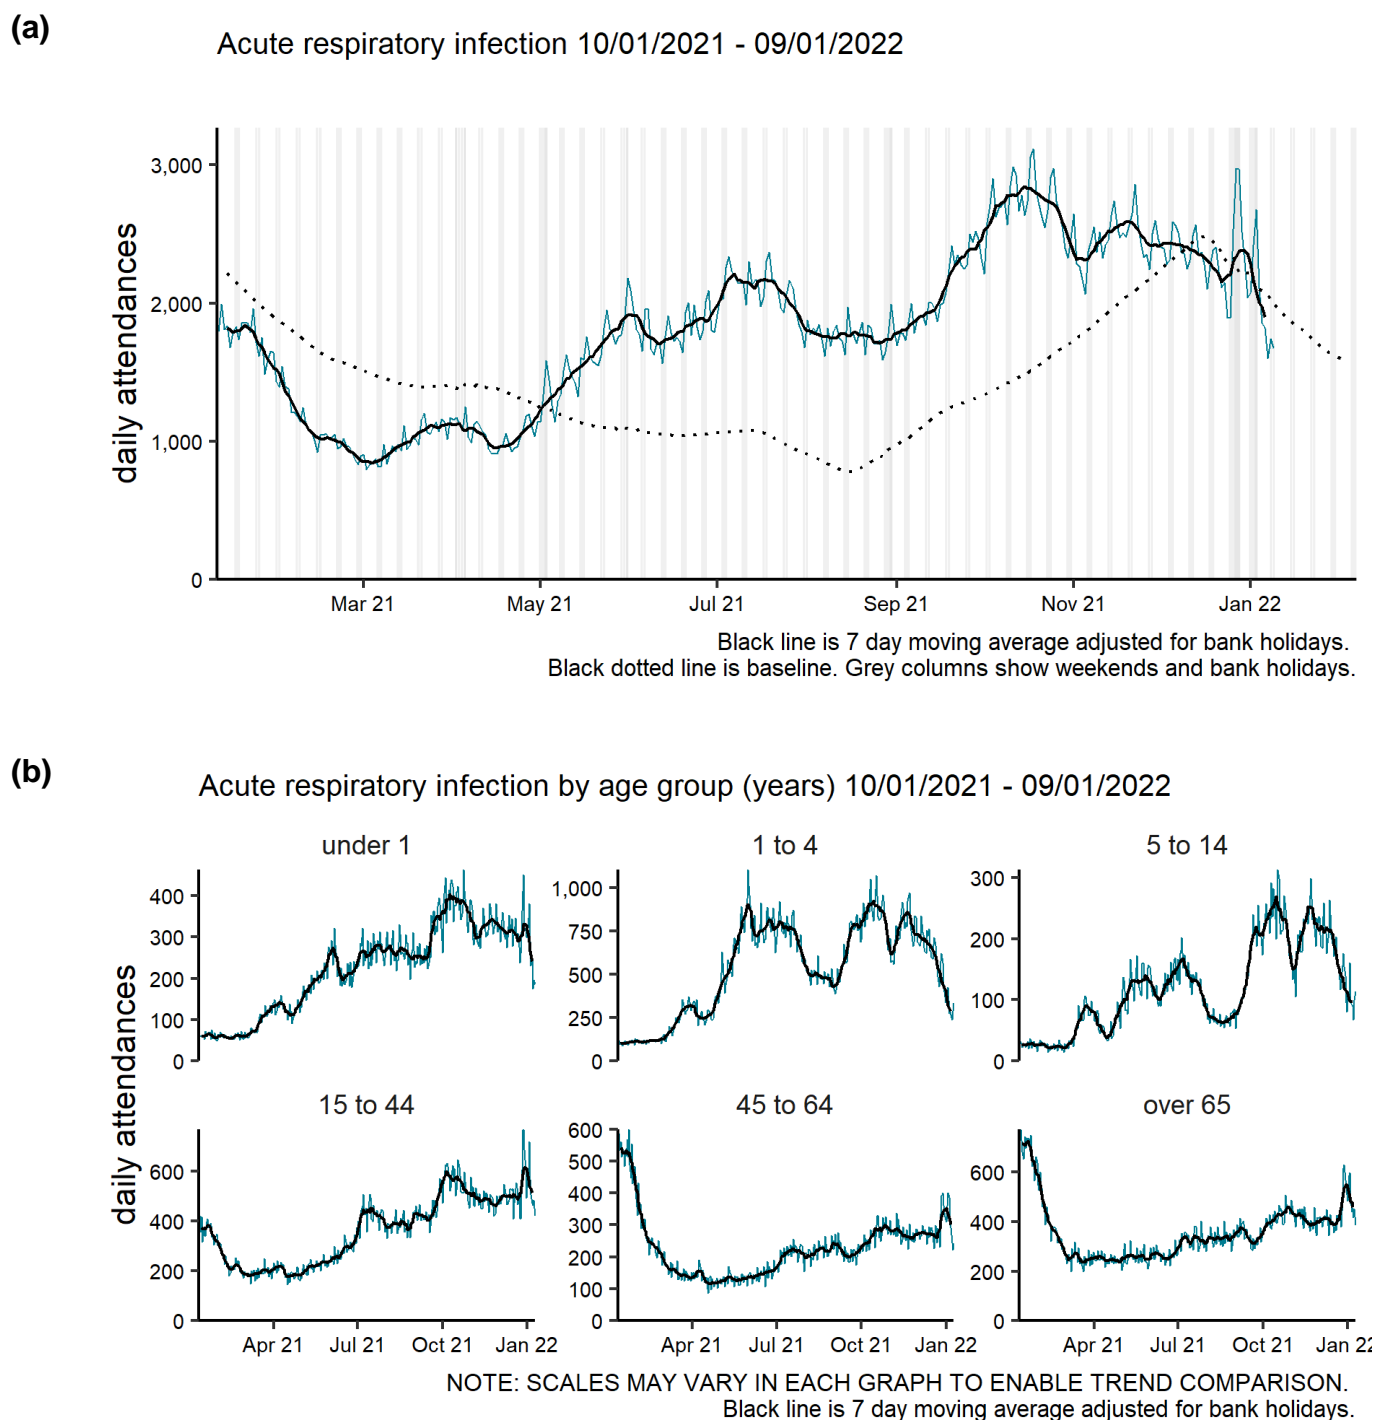 (a)
Acute respiratory infection 10/01/2021 - 09/01/2022
daily attendances
3,000
2,000
1,000
0
Mar 21 May 21 Jul 21 Sep 21 Nov 21 Jan 22
Black line is 7 day moving average adjusted for bank holidays.
Black dotted line is baseline. Grey columns show weekends and bank holidays.
(b)
Acute respiratory infection by age group (years) 10/01/2021 - 09/01/2022
daily attendances
under 1
400
300
200
100
0
1 to 4
1,000
750
500
250
0
5 to 14
300
200
100
0
15 to 44
600
400
200
0
45 to 64
600
500
400
300
200
100
0
over 65
600
400
200
0
Apr 21 Jul 21 Oct 21 Jan 22
Apr 21 Jul 21 Oct 21 Jan 22
Apr 21 Jul 21 Oct 21 Jan 22
NOTE: SCALES MAY VARY IN EACH GRAPH TO ENABLE TREND COMPARISON.
Black line is 7 day moving average adjusted for bank holidays.